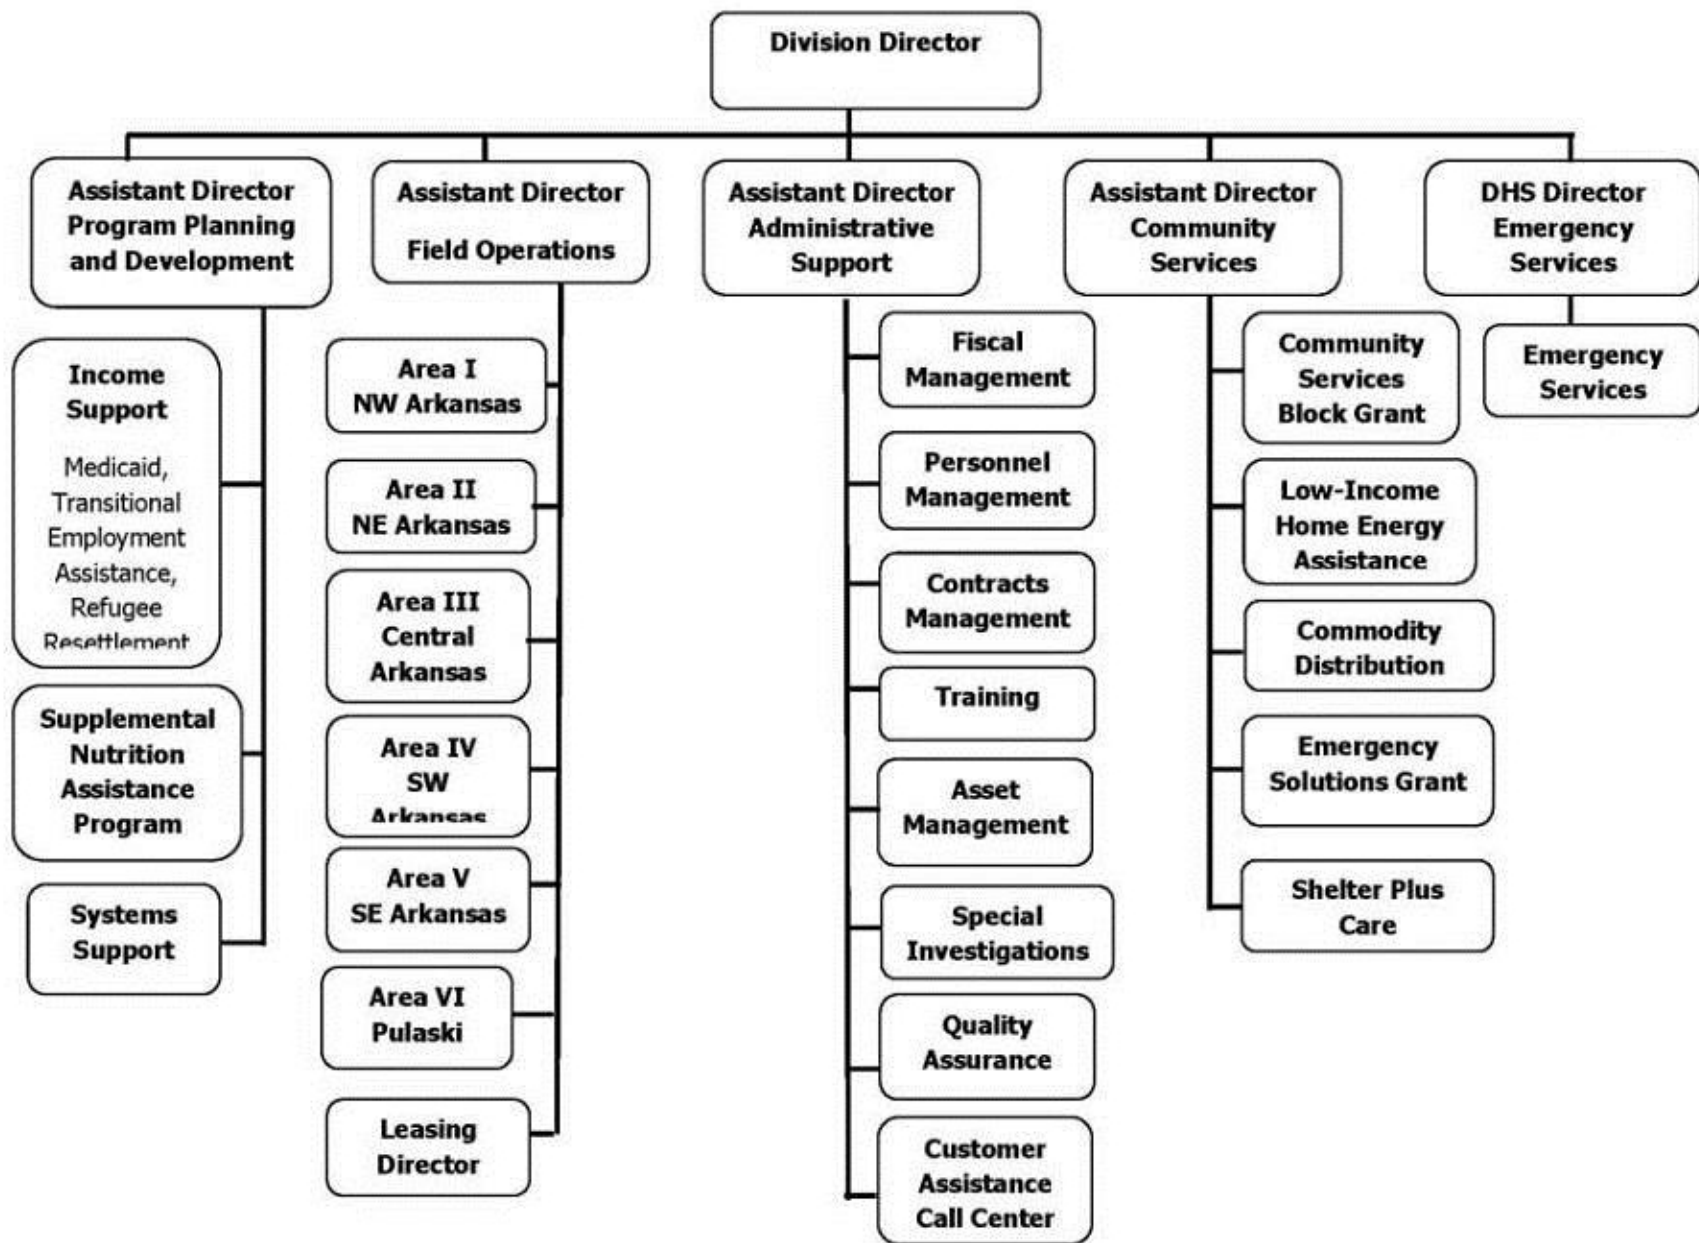 Division Director
Assistant Director
Program Planning
and Development
Assistant Director
Field Operations
Assistant Director
Administrative
Support
Assistant Director
Community
Services
DHS Director
Emergency
Services
Income
Support
Medicaid,
Transitional
Employment
Assistance,
Refugee
Resettlement
Supplemental
Nutrition
Assistance
Program
Systems
Support
Area I
NW Arkansas
Area II
NE Arkansas
Area III
Central
Arkansas
Area IV
SW
Arkansas
Area V
SE Arkansas
Area VI
Pulaski
Leasing
Director
Fiscal
Management
Personnel
Management
Contracts
Management
Training
Asset
Management
Special
Investigations
Quality
Assurance
Customer
Assistance
Call Center
Community
Services
Block Grant
Low-Income
Home Energy
Assistance
Commodity
Distribution
Emergency
Solutions Grant
Shelter Plus
Care
Emergency
Services